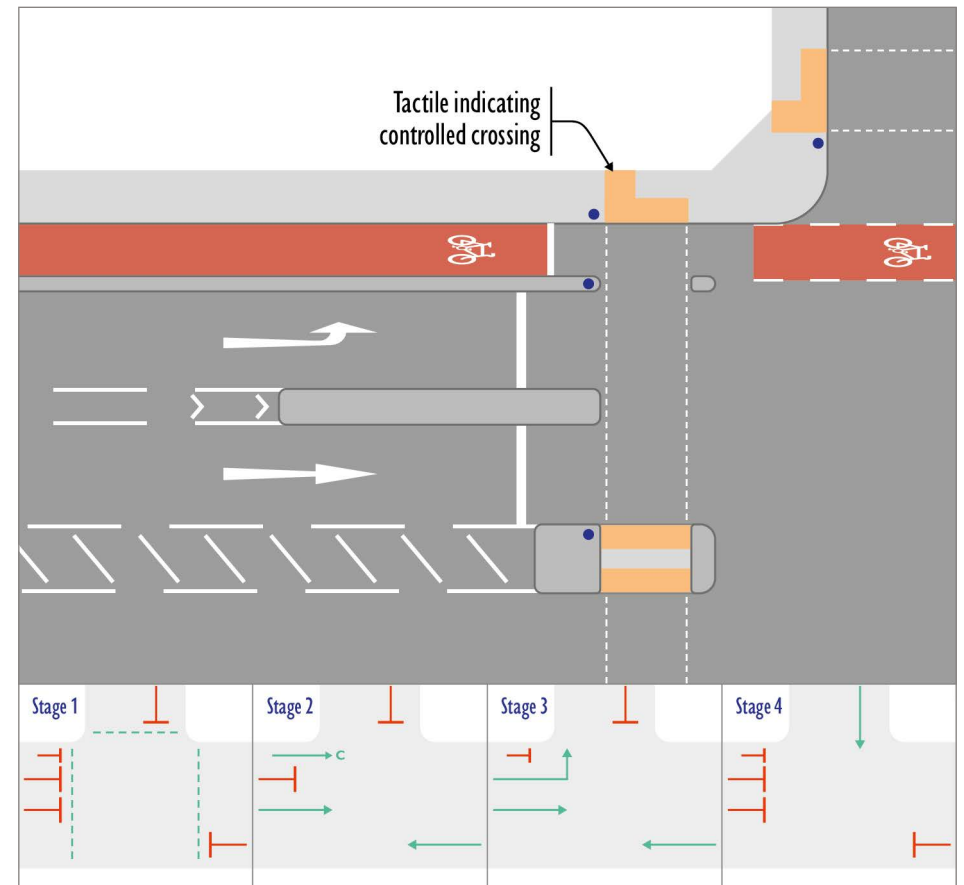 Tactile indicating
controlled crossing
Stage 1
Stage 2
Stage 3
Stage 4
C